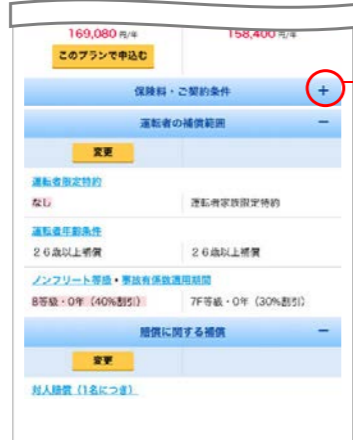 169,080 円/年 158,400 円/年
このプランで申込む
保険料・ご契約条件 +
運転者の補償範囲 −
変更
運転者限定特約
なし 運転者家族限定特約
運転者年齢条件
26歳以上補償 26歳以上補償
ノンフリート等級・事故有係数適用期間
8等級・0年（40%割引） 7F等級・0年（30%割引）
賠償に関する補償 −
変更
対人賠償（1名につき）